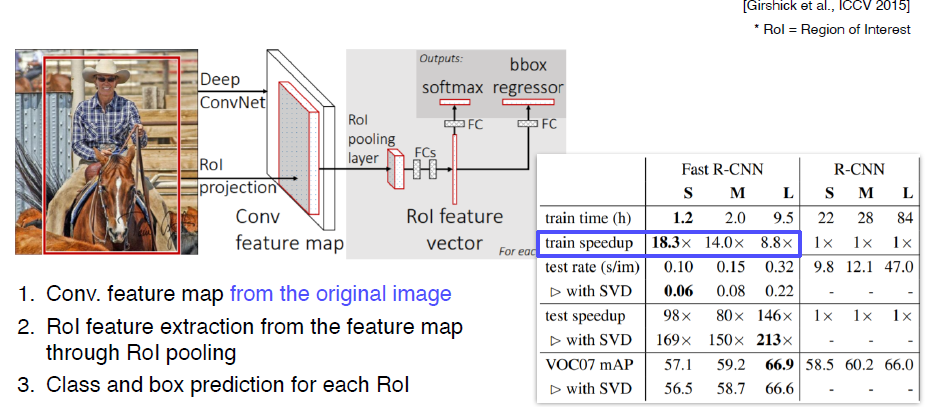 [Girshick et al., ICCV 2015]
* RoI = Region of Interest
Deep
ConvNet
RoI
projection
Conv
feature map
RoI
pooling
layer
FCs
RoI feature
vector
Outputs:
softmax
bbox
regressor
FC
FC
For eac
1. Conv. feature map from the original image
2. RoI feature extraction from the feature map
through RoI pooling
3. Class and box prediction for each RoI
Fast R-CNN R-CNN
S M L S M L
train time (h) 1.2 2.0 9.5 22 28 84
train speedup 18.3× 14.0× 8.8× 1× 1× 1×
test rate (s/im) 0.10 0.15 0.32 9.8 12.1 47.0
▷ with SVD 0.06 0.08 0.22 - - -
test speedup 98× 80× 146× 1× 1× 1×
▷ with SVD 169× 150× 213× - - -
VOC07 mAP 57.1 59.2 66.9 58.5 60.2 66.0
▷ with SVD 56.5 58.7 66.6 - - -